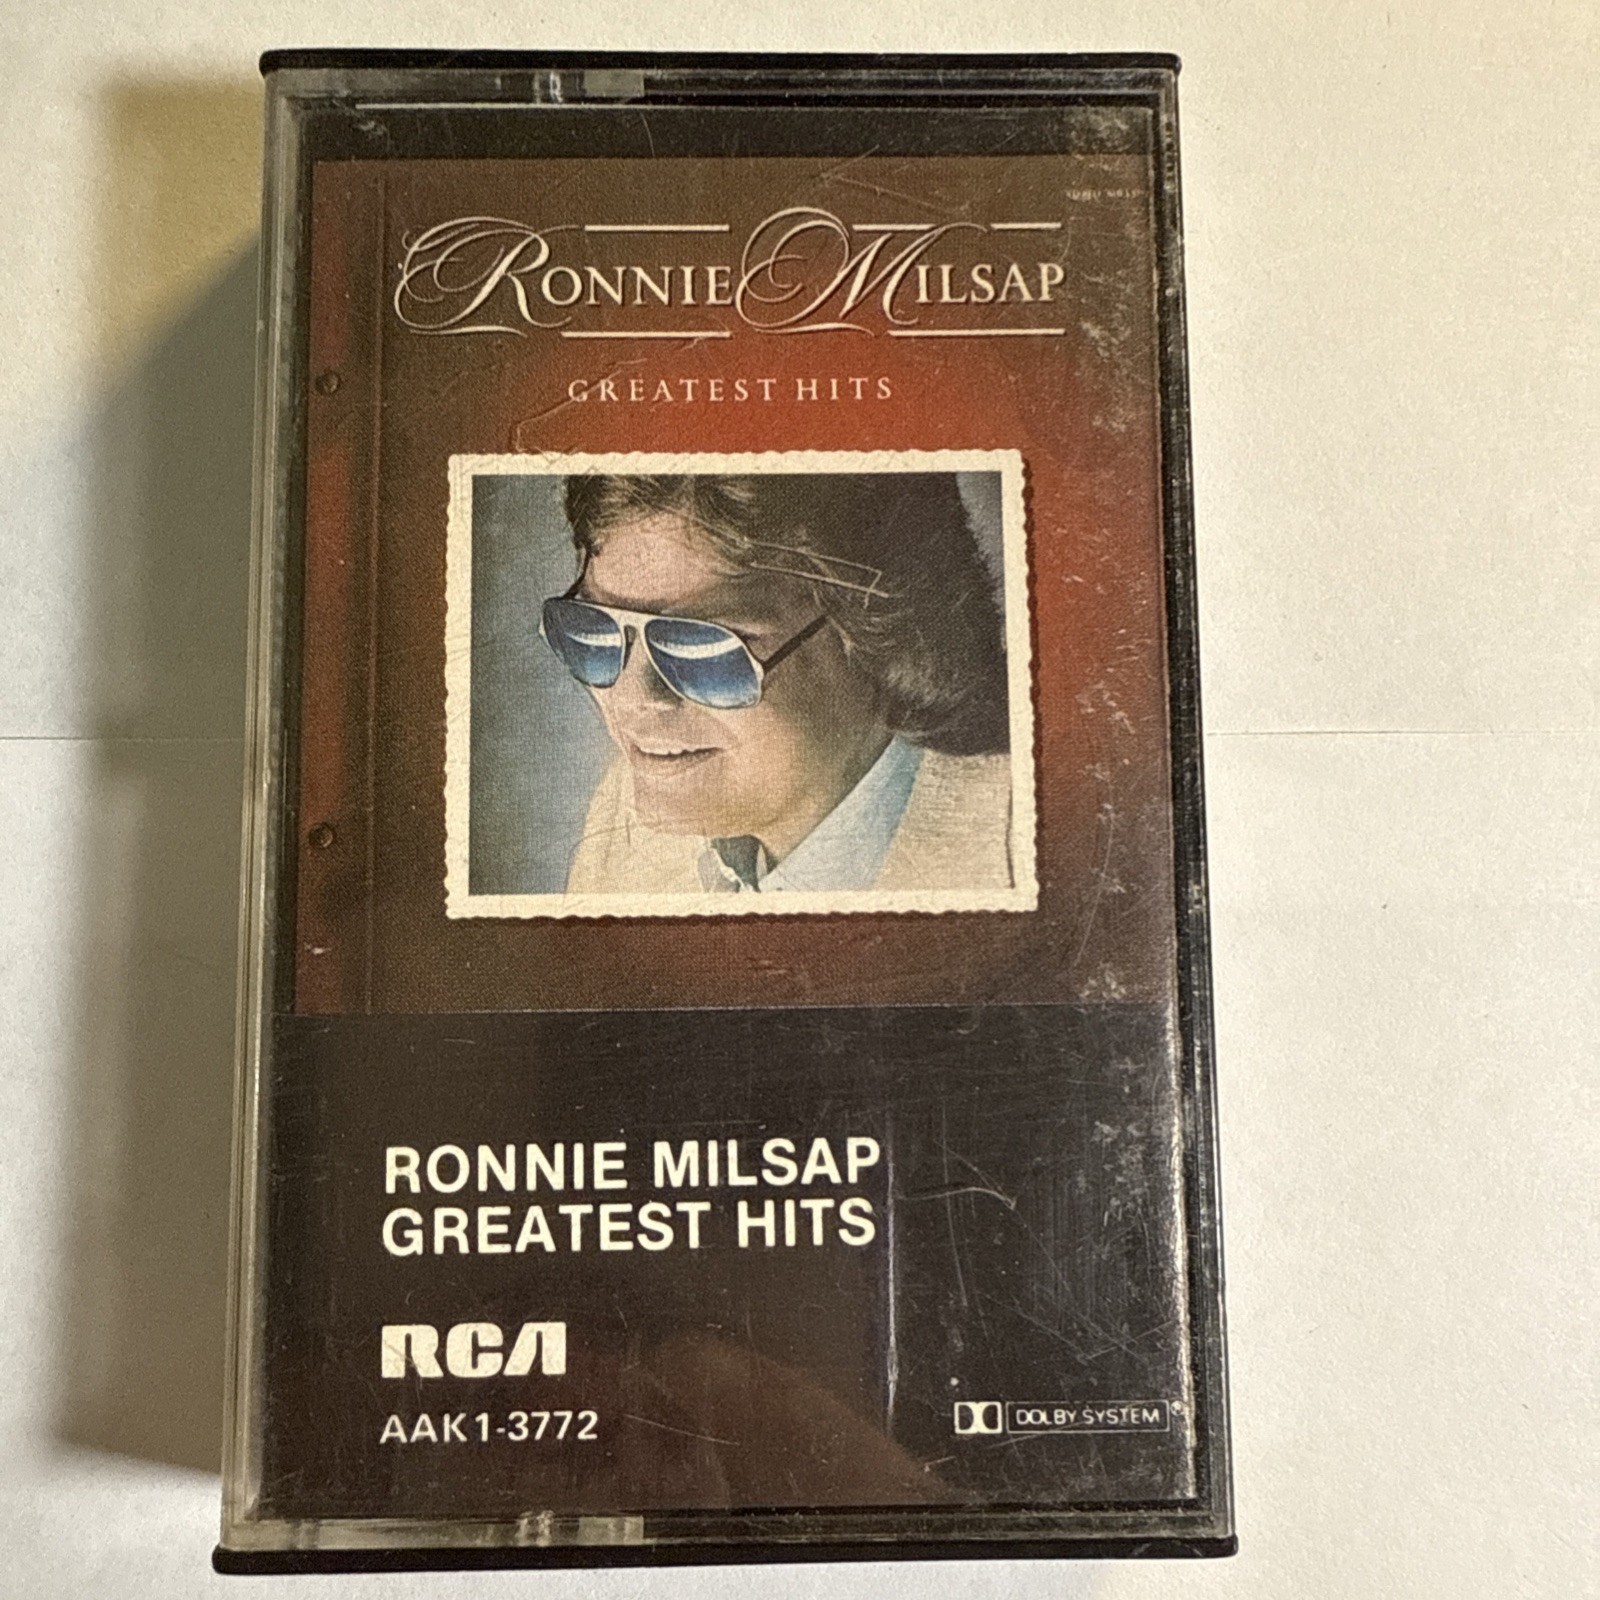 RONNIE MILSAP
GREATEST HITS
RONNIE MILSAP
GREATEST HITS
RCA
AAK1-3772
DOLBY SYSTEM®